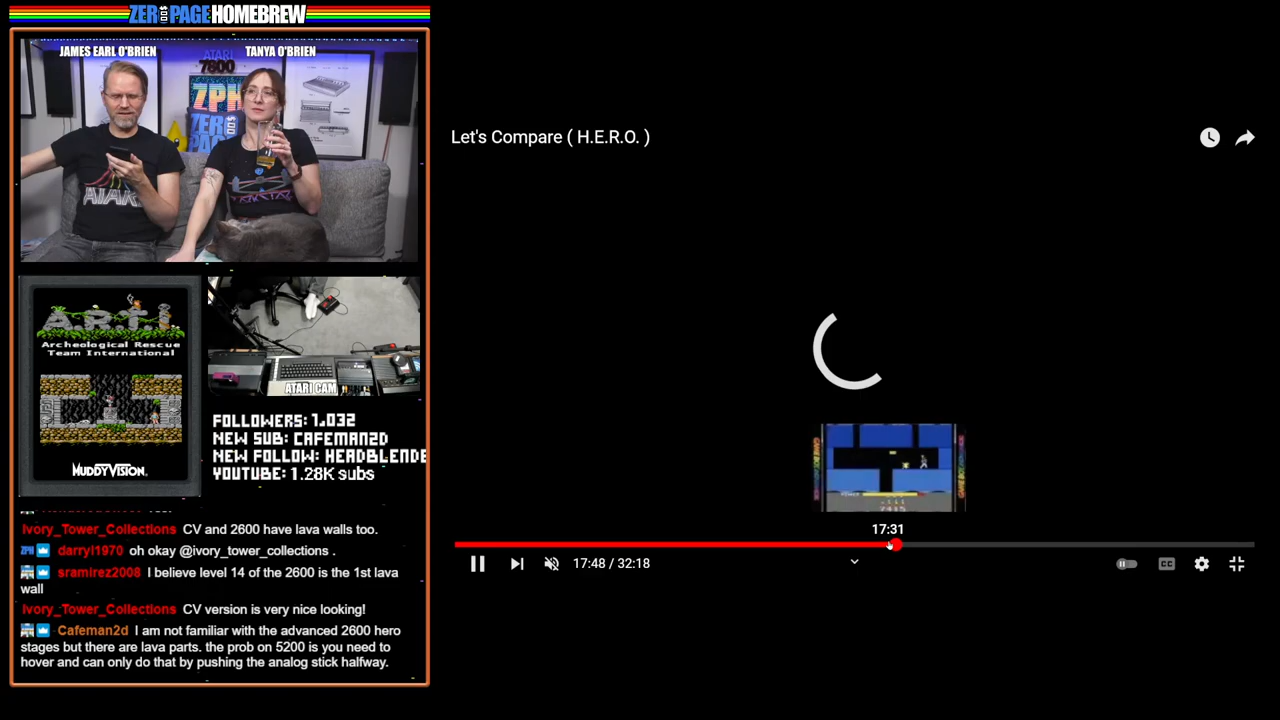 ZEROPAGE HOMEBREW
JAMES EARL O'BRIEN
TANYA O'BRIEN
ATARI
7800
ZPH
ATARI
A.R.T.I
Archeological Rescue
Team International
MUDDYVISION
ATARI CAM
FOLLOWERS: 1,032
NEW SUB: CAFEMAN2D
NEW FOLLOW: HEADBLENDE
YOUTUBE: 1.28K subs
Ivory_Tower_Collections CV and 2600 have lava walls too.
ZPH darryl1970 oh okay @ivory_tower_collections .
sramirez2008 I believe level 14 of the 2600 is the 1st lava
wall
Ivory_Tower_Collections CV version is very nice looking!
Cafeman2d I am not familiar with the advanced 2600 hero
stages but there are lava parts. the prob on 5200 is you need to
hover and can only do that by pushing the analog stick halfway.
Let's Compare ( H.E.R.O. )
17:31
17:48 / 32:18
CC